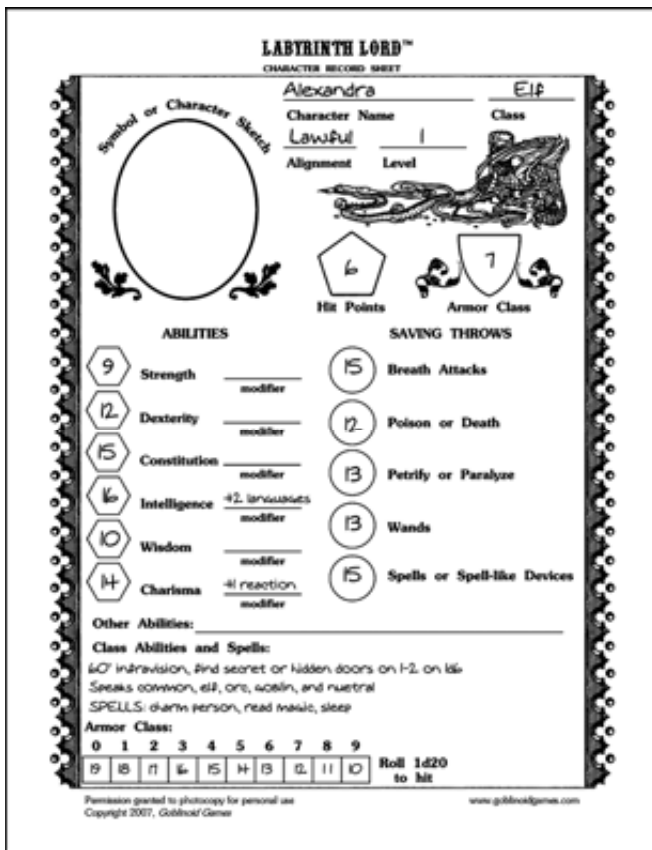 LABYRINTH LORD™
CHARACTER RECORD SHEET
Symbol or Character Sketch
Alexandra Elf
Character Name Class
Lawful 1
Alignment Level
6 7
Hit Points Armor Class
ABILITIES SAVING THROWS
9 Strength 15 Breath Attacks
modifier
12 Dexterity 12 Poison or Death
modifier
15 Constitution 13 Petrify or Paralyze
modifier
16 Intelligence +2 languages 13 Wands
modifier
10 Wisdom
modifier
14 Charisma +1 reaction 15 Spells or Spell-like Devices
modifier
Other Abilities:
Class Abilities and Spells:
60' infravision, find secret or hidden doors on 1-2 on 1d6
Speaks common, elf, orc, goblin, and nuetral
SPELLS: charm person, read magic, sleep
Armor Class:
0 1 2 3 4 5 6 7 8 9
19 18 17 16 15 14 13 12 11 10 Roll 1d20
to hit
Permission granted to photocopy for personal use www.goblinoidgames.com
Copyright 2007, Goblinoid Games